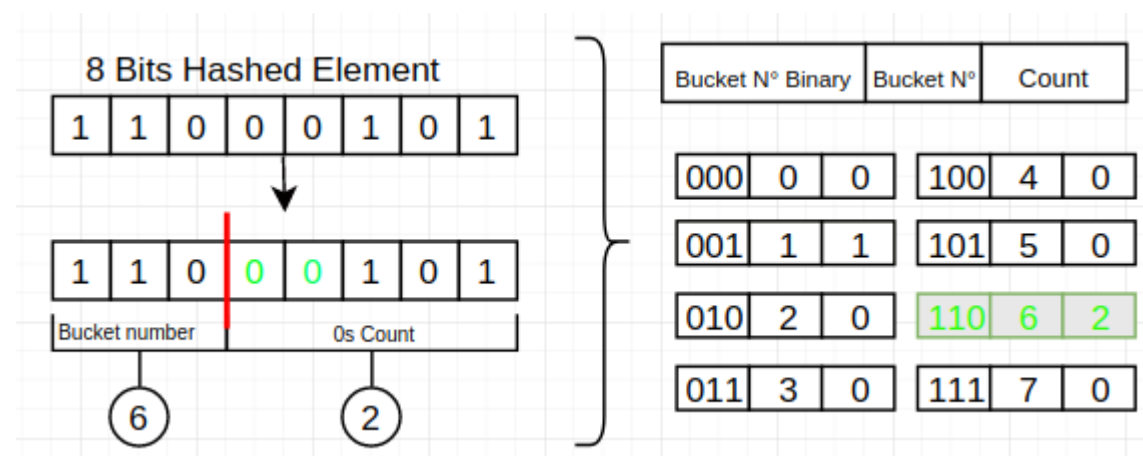 8 Bits Hashed Element
1 1 0 0 0 1 0 1
1 1 0 0 0 1 0 1
Bucket number 0s Count
6 2
Bucket N° Binary Bucket N° Count
000 0 0 100 4 0
001 1 1 101 5 0
010 2 0 110 6 2
011 3 0 111 7 0